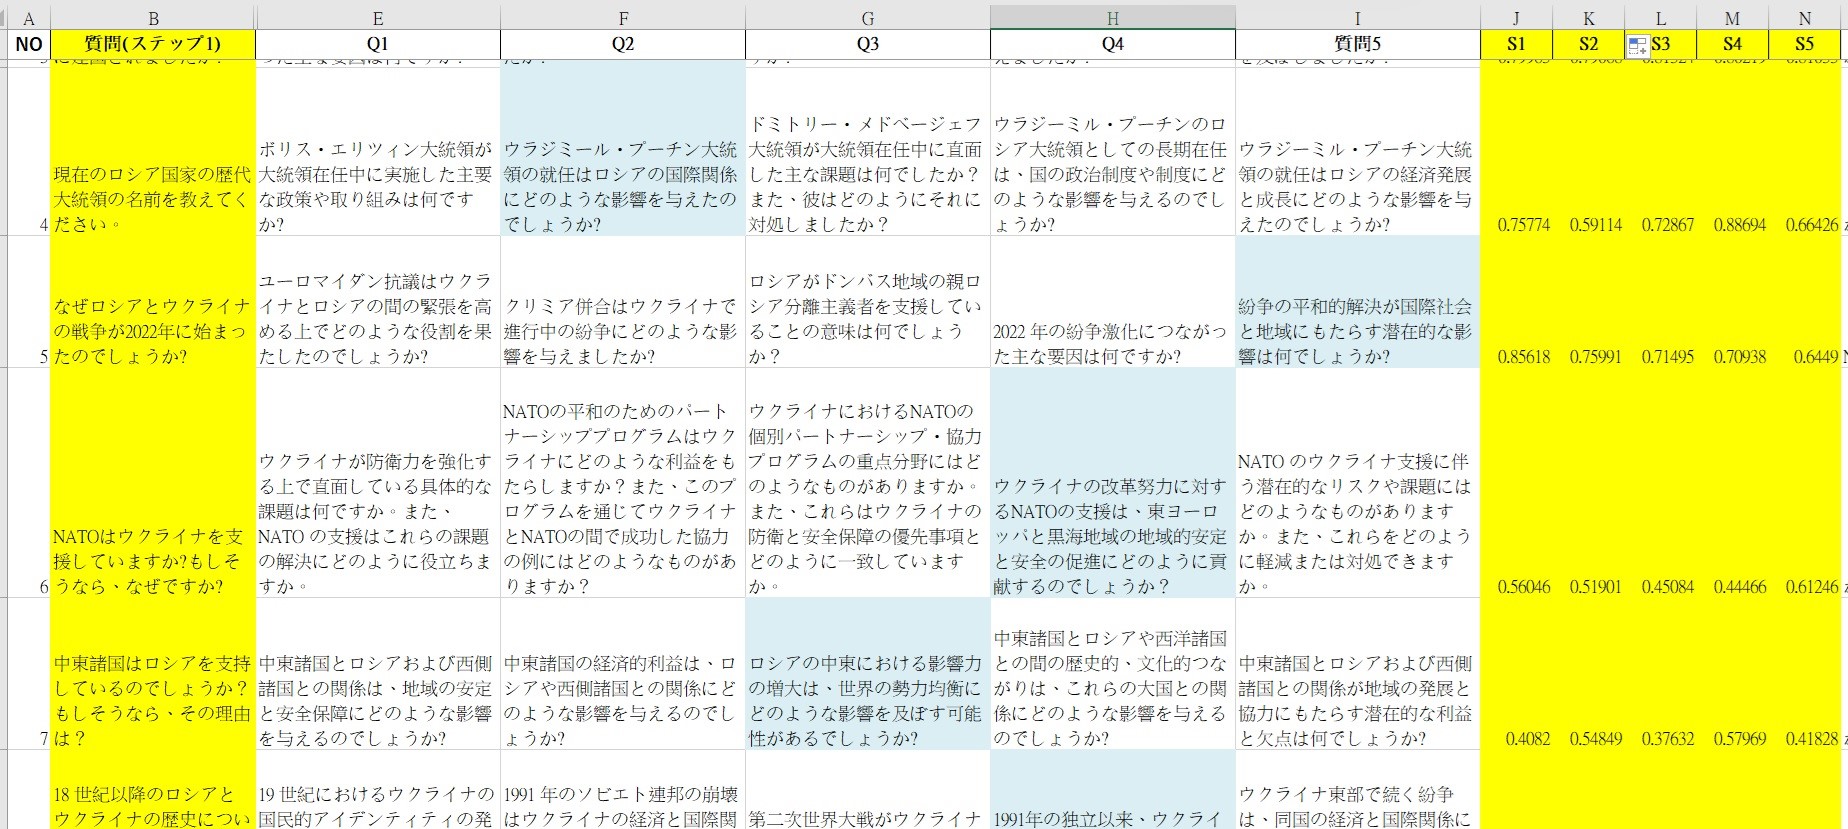 A B E F G H I J K L M N
NO 質問(ステップ1) Q1 Q2 Q3 Q4 質問5 S1 S2 S3 S4 S5
現在のロシア国家の歴代
大統領の名前を教えてく
4 ださい。
ボリス・エリツィン大統領が
大統領在任中に実施した主要
な政策や取り組みは何です
か?
ウラジミール・プーチン大統
領の就任はロシアの国際関係
にどのような影響を与えたの
でしょうか?
ドミトリー・メドベージェフ
大統領が大統領在任中に直面
した主な課題は何でしたか?
また、彼はどのようにそれに
対処しましたか?
ウラジーミル・プーチンのロ
シア大統領としての長期在任
は、国の政治制度や制度にど
のような影響を与えるのでし
ょうか?
ウラジーミル・プーチン大統
領の就任はロシアの経済発展
と成長にどのような影響を与
えたのでしょうか?
0.75774 0.59114 0.72867 0.88694 0.66426
なぜロシアとウクライナ
の戦争が2022年に始まっ
5 たのでしょうか?
ユーロマイダン抗議はウクラ
イナとロシアの間の緊張を高
める上でどのような役割を果
たしたのでしょうか?
クリミア併合はウクライナで
進行中の紛争にどのような影
響を与えましたか?
ロシアがドンバス地域の親ロ
シア分離主義者を支援してい
ることの意味は何でしょう
か?
2022 年の紛争激化につながっ
た主な要因は何ですか?
紛争の平和的解決が国際社会
と地域にもたらす潜在的な影
響は何でしょうか?
0.85618 0.75991 0.71495 0.70938 0.6449
NATOはウクライナを支
援していますか?もしそ
6 うなら、なぜですか?
ウクライナが防衛力を強化す
る上で直面している具体的な
課題は何ですか。また、
NATO の支援はこれらの課題
の解決にどのように役立ちま
すか。
NATOの平和のためのパート
ナーシッププログラムはウク
ライナにどのような利益をも
たらしますか?また、このプ
ログラムを通じてウクライナ
とNATOの間で成功した協力
の例にはどのようなものがあ
りますか?
ウクライナにおけるNATOの
個別パートナーシップ・協力
プログラムの重点分野にはど
のようなものがありますか。
また、これらはウクライナの
防衛と安全保障の優先事項と
どのように一致しています
か。
ウクライナの改革努力に対す
るNATOの支援は、東ヨーロ
ッパと黒海地域の地域的安定
と安全の促進にどのように貢
献するのでしょうか?
NATO のウクライナ支援に伴
う潜在的なリスクや課題には
どのようなものがあります
か。また、これらをどのよう
に軽減または対処できます
か。
0.56046 0.51901 0.45084 0.44466 0.61246
中東諸国はロシアを支持
しているのでしょうか?
もしそうなら、その理由
7 は?
中東諸国とロシアおよび西側
諸国との関係は、地域の安定
と安全保障にどのような影響
を与えるのでしょうか?
中東諸国の経済的利益は、ロ
シアや西側諸国との関係にど
のような影響を与えるのでし
ょうか?
ロシアの中東における影響力
の増大は、世界の勢力均衡に
どのような影響を及ぼす可能
性があるでしょうか?
中東諸国とロシアや西洋諸国
との間の歴史的、文化的つな
がりは、これらの大国との関
係にどのような影響を与える
のでしょうか?
中東諸国とロシアおよび西側
諸国との関係が地域の発展と
協力にもたらす潜在的な利益
と欠点は何でしょうか?
0.4082 0.54849 0.37632 0.57969 0.41828
18 世紀以降のロシアと
ウクライナの歴史につい
19 世紀におけるウクライナの
国民的アイデンティティの発
1991 年のソビエト連邦の崩壊
はウクライナの経済と国際関
第二次世界大戦がウクライナ
1991年の独立以来、ウクライ
ウクライナ東部で続く紛争
は、同国の経済と国際関係に